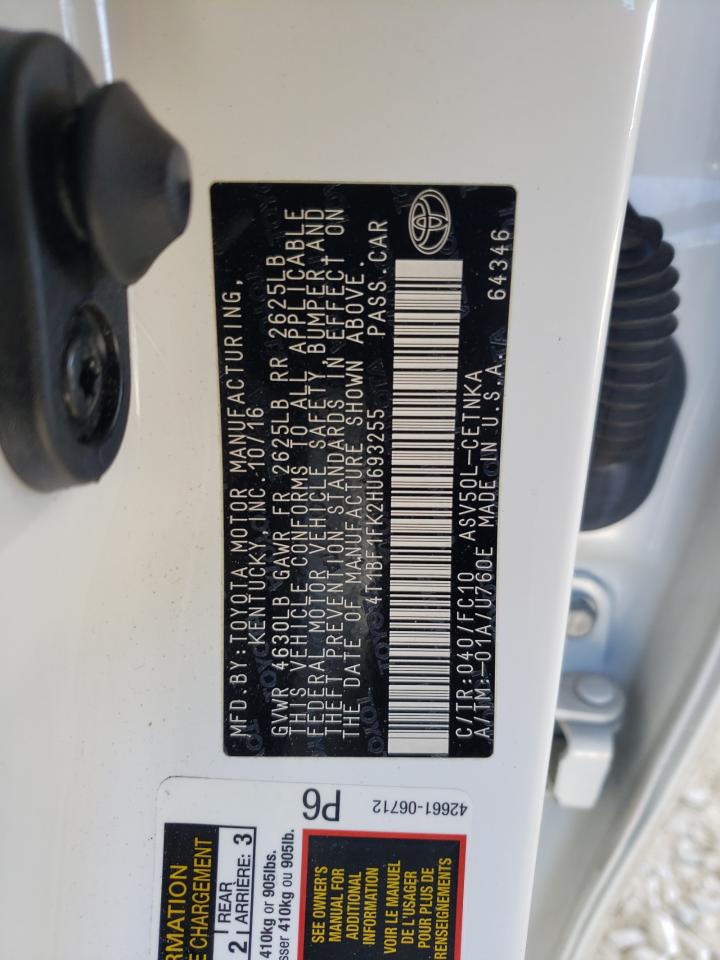 MFD.BY:TOYOTA MOTOR MANUFACTURING,
KENTUCKY,INC. 10/16
GVWR 4630LB GAWR FR 2625LB RR 2625LB
THIS VEHICLE CONFORMS TO ALL APPLICABLE
FEDERAL MOTOR VEHICLE SAFETY, BUMPER AND
THEFT PREVENTION STANDARDS IN EFFECT ON
THE DATE OF MANUFACTURE SHOWN ABOVE.
4T1BF1FK2HU693255 PASS.CAR
C/TR:040/FC10 ASV50L-CETNKA
A/TM:-01A/U760E MADE IN U.S.A. 64346
P6
42661-06712
CHARGEMENT
2 REAR
ARRIÈRE: 3
410kg or 905lbs.
410kg ou 905lb.
SEE OWNER'S
MANUAL FOR
ADDITIONAL
INFORMATION
VOIR LE MANUEL
DE L'USAGER
POUR PLUS DE
RENSEIGNEMENTS